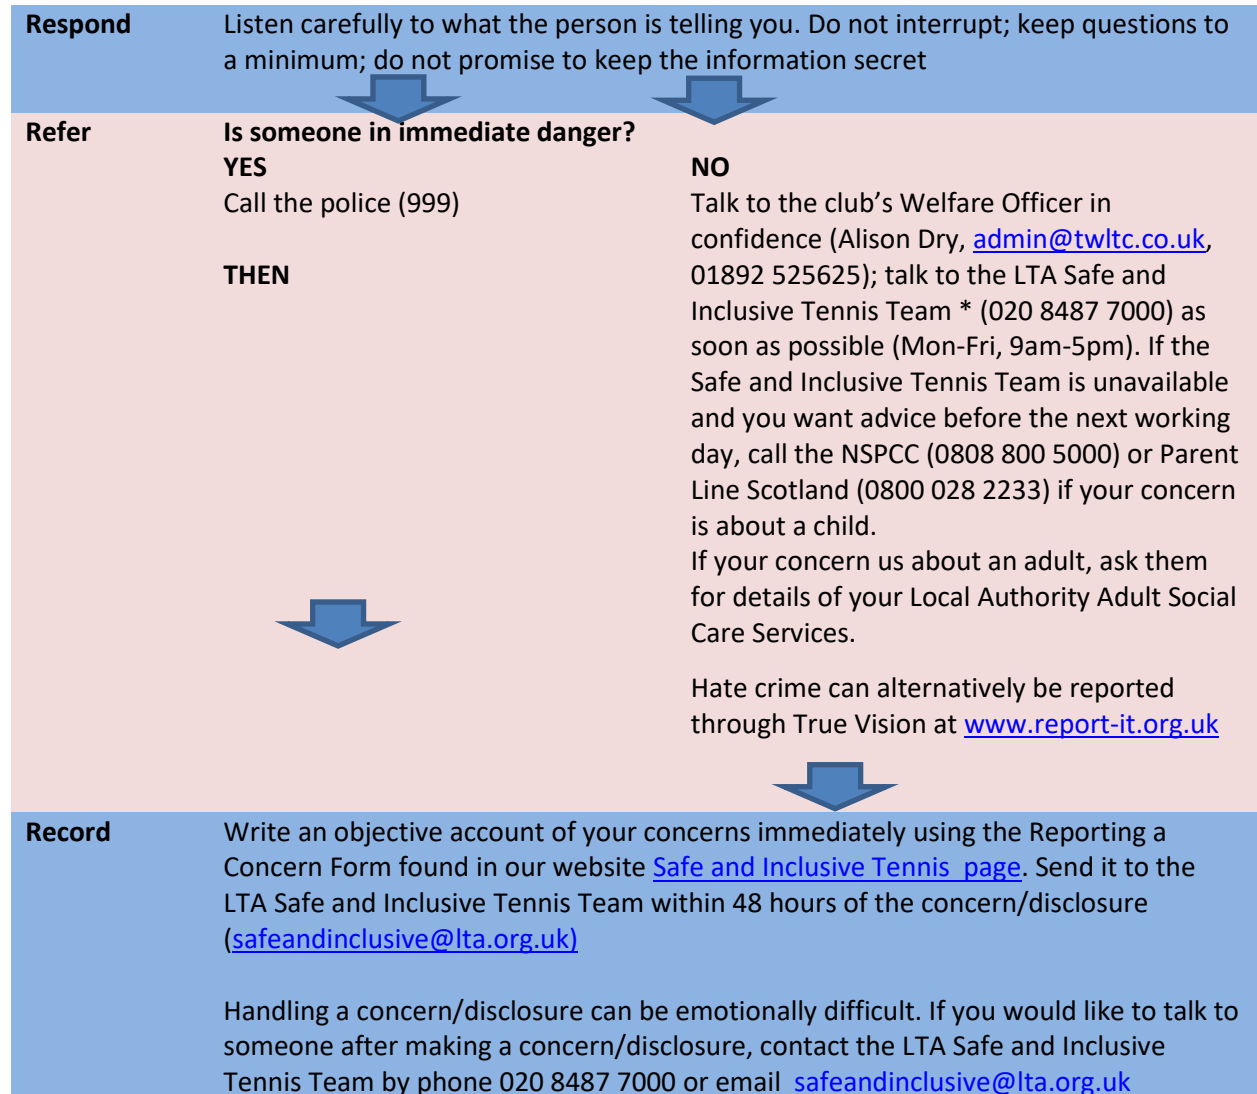 Respond
Listen carefully to what the person is telling you. Do not interrupt; keep questions to
a minimum; do not promise to keep the information secret
Refer
Is someone in immediate danger?
YES
Call the police (999)
THEN
NO
Talk to the club’s Welfare Officer in
confidence (Alison Dry, admin@twltc.co.uk,
01892 525625); talk to the LTA Safe and
Inclusive Tennis Team * (020 8487 7000) as
soon as possible (Mon-Fri, 9am-5pm). If the
Safe and Inclusive Tennis Team is unavailable
and you want advice before the next working
day, call the NSPCC (0808 800 5000) or Parent
Line Scotland (0800 028 2233) if your concern
is about a child.
If your concern us about an adult, ask them
for details of your Local Authority Adult Social
Care Services.
Hate crime can alternatively be reported
through True Vision at www.report-it.org.uk
Record
Write an objective account of your concerns immediately using the Reporting a
Concern Form found in our website Safe and Inclusive Tennis  page. Send it to the
LTA Safe and Inclusive Tennis Team within 48 hours of the concern/disclosure
(safeandinclusive@lta.org.uk)
Handling a concern/disclosure can be emotionally difficult. If you would like to talk to
someone after making a concern/disclosure, contact the LTA Safe and Inclusive
Tennis Team by phone 020 8487 7000 or email  safeandinclusive@lta.org.uk